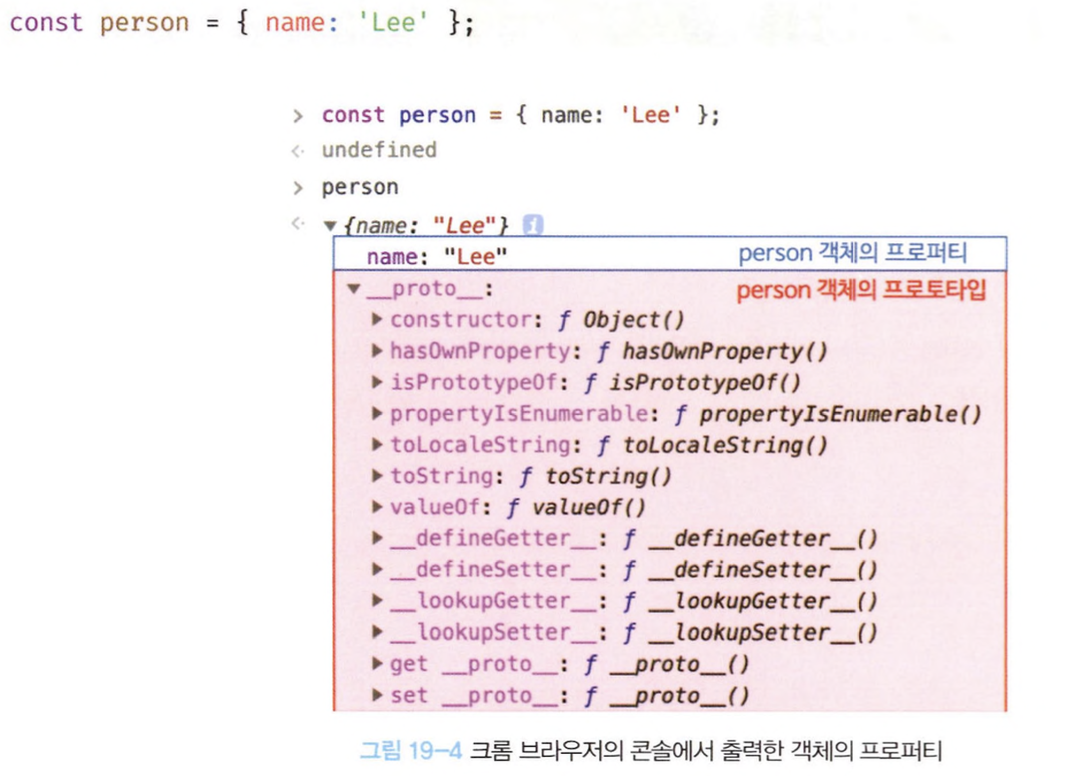 const person = { name: 'Lee' };
> const person = { name: 'Lee' };
<· undefined
> person
<· ▼{name: "Lee"} i
name: "Lee" person 객체의 프로퍼티
▼__proto__: person 객체의 프로토타입
▶constructor: ƒ Object()
▶hasOwnProperty: ƒ hasOwnProperty()
▶isPrototypeOf: ƒ isPrototypeOf()
▶propertyIsEnumerable: ƒ propertyIsEnumerable()
▶toLocaleString: ƒ toLocaleString()
▶toString: ƒ toString()
▶valueOf: ƒ valueOf()
▶__defineGetter__: ƒ __defineGetter__()
▶__defineSetter__: ƒ __defineSetter__()
▶__lookupGetter__: ƒ __lookupGetter__()
▶__lookupSetter__: ƒ __lookupSetter__()
▶get __proto__: ƒ __proto__()
▶set __proto__: ƒ __proto__()
그림 19-4 크롬 브라우저의 콘솔에서 출력한 객체의 프로퍼티